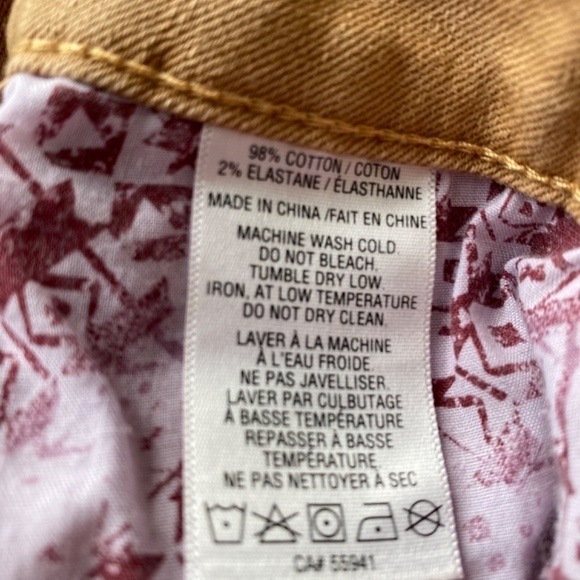 98% COTTON / COTON
2% ELASTANE / ÉLASTHANNE
MADE IN CHINA /FAIT EN CHINE
MACHINE WASH COLD
DO NOT BLEACH.
TUMBLE DRY LOW.
IRON, AT LOW TEMPERATURE
DO NOT DRY CLEAN.
LAVER À LA MACHINE
À L'EAU FROIDE.
NE PAS JAVELLISER.
LAVER PAR CULBUTAGE
À BASSE TEMPÉRATURE
REPASSER À BASSE
TEMPÉRATURE.
NE PAS NETTOYER À SEC
CA# 55941